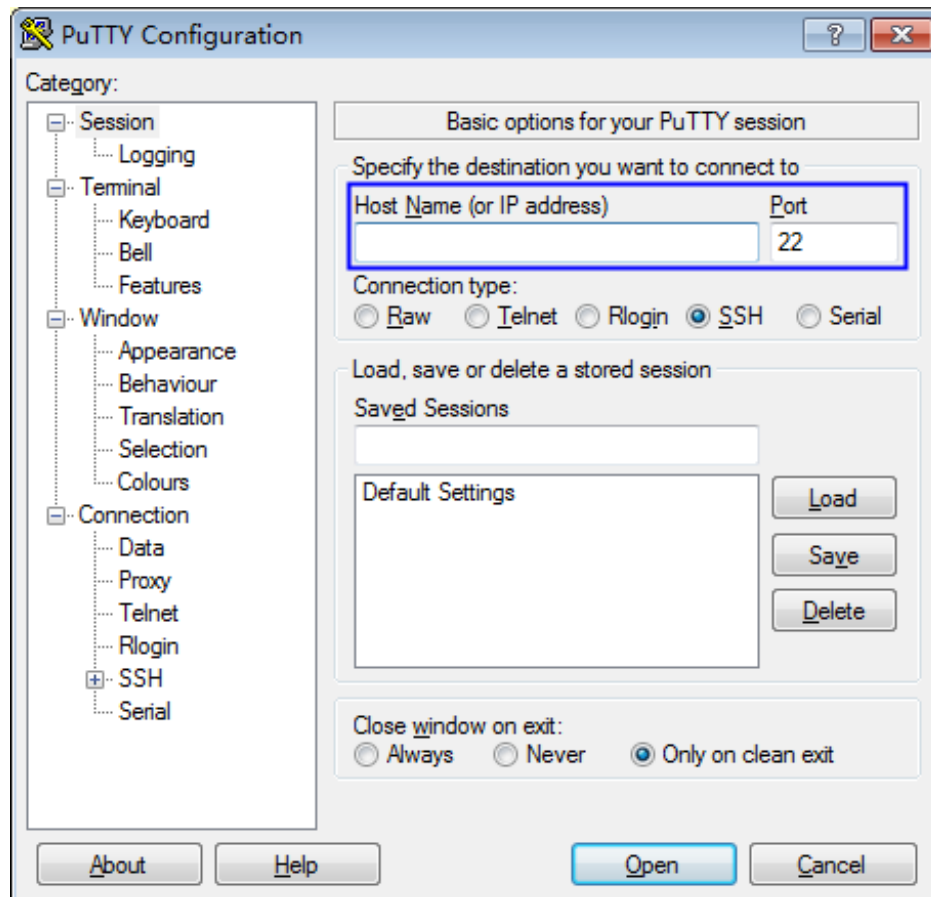 PuTTY Configuration
Category:
Session
Logging
Terminal
Keyboard
Bell
Features
Window
Appearance
Behaviour
Translation
Selection
Colours
Connection
Data
Proxy
Telnet
Rlogin
SSH
Serial
Basic options for your PuTTY session
Specify the destination you want to connect to
Host Name (or IP address) Port
22
Connection type:
Raw Telnet Rlogin SSH Serial
Load, save or delete a stored session
Saved Sessions
Default Settings
Load
Save
Delete
Close window on exit:
Always Never Only on clean exit
About Help Open Cancel